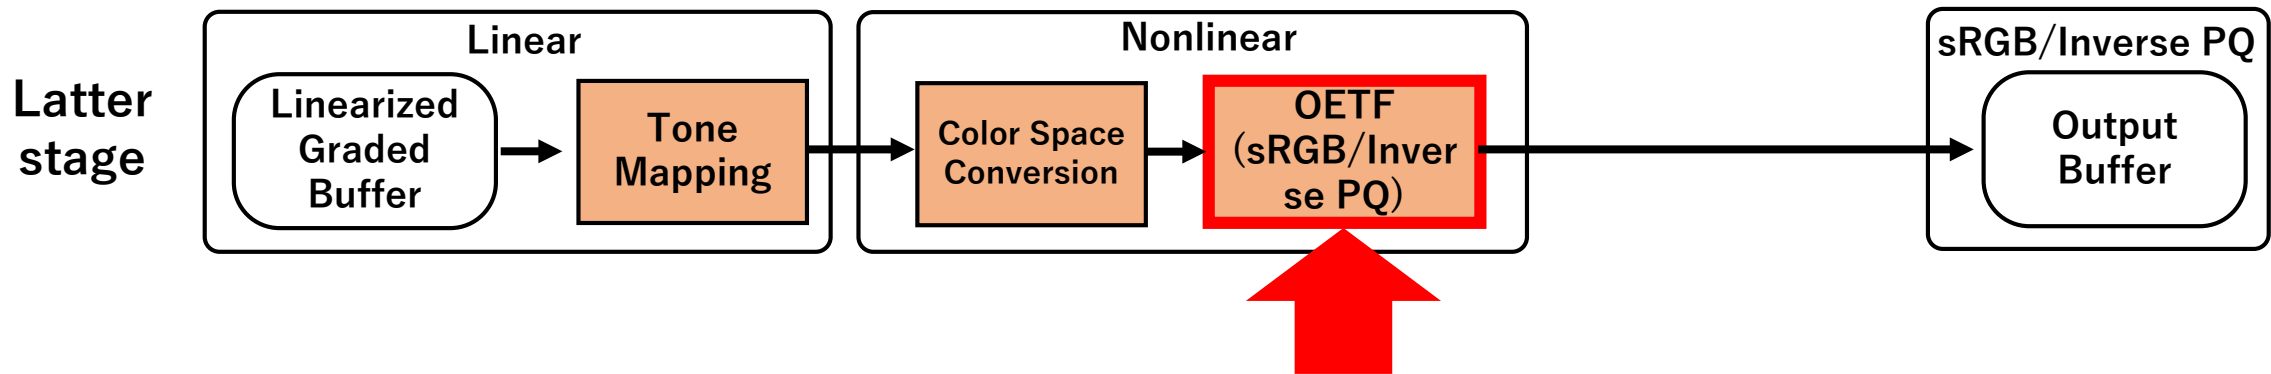 Latter
stage
Linear
Linearized
Graded
Buffer
Tone
Mapping
Nonlinear
Color Space
Conversion
OETF
(sRGB/Inver
se PQ)
sRGB/Inverse PQ
Output
Buffer